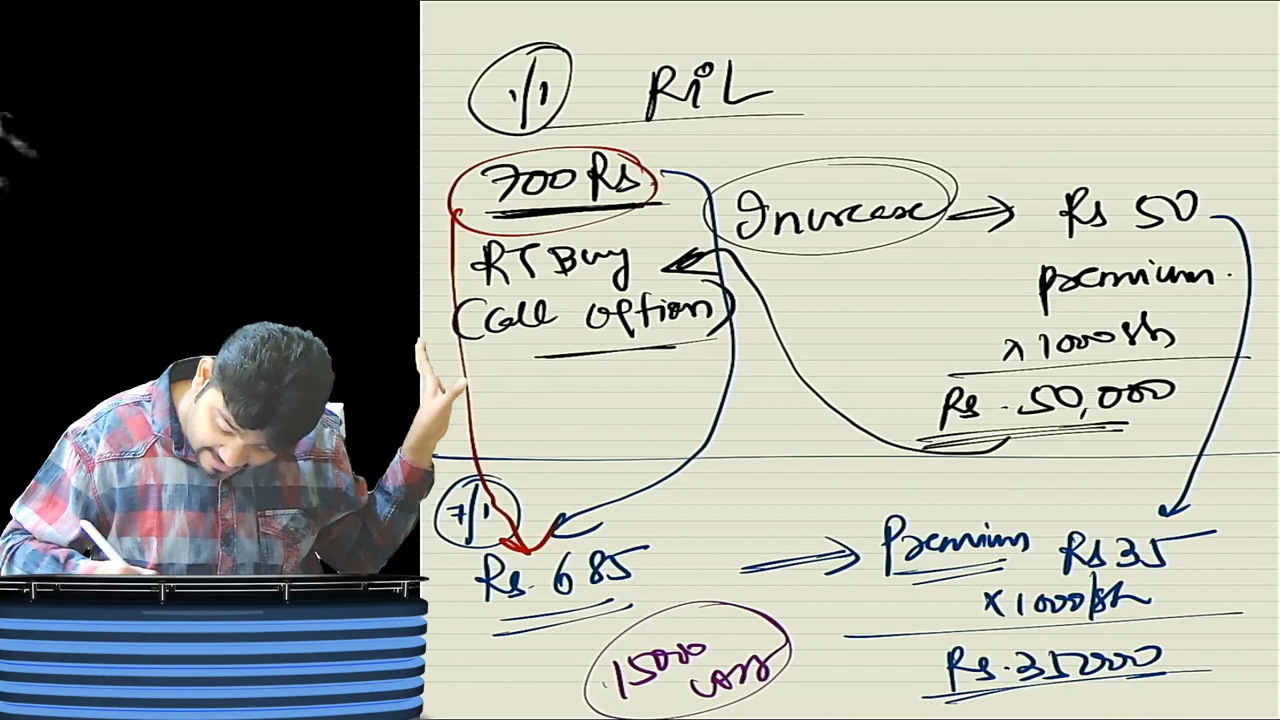 1/1 RiL
700 Rs
Increase ⇒ Rs 50
premium.
x 1000 sh
Rs. 50,000
RT Buy
(Call option)
7/1
Rs. 685 ⇒ Premium Rs 35
x 1000/sh
Rs. 35000
15000
loss